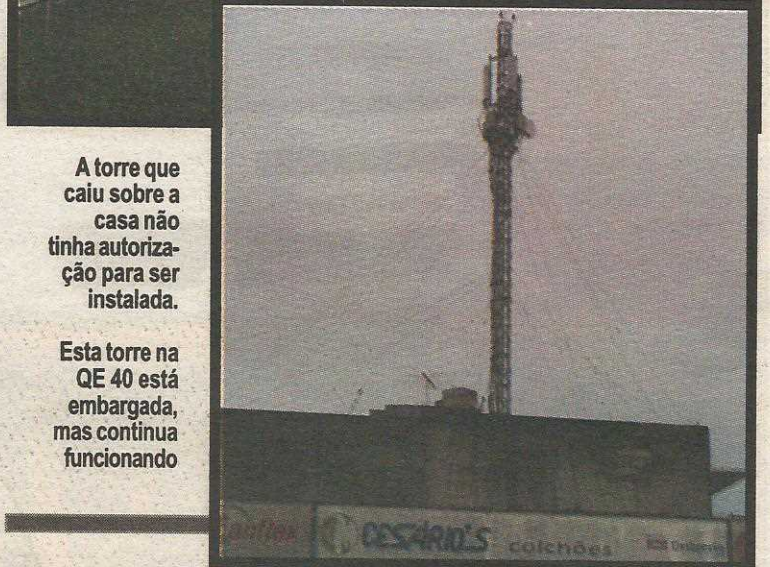 A torre que
caiu sobre a
casa não
tinha autoriza-
ção para ser
instalada.
Esta torre na
QE 40 está
embargada,
mas continua
funcionando
CESÁRIO'S colchões